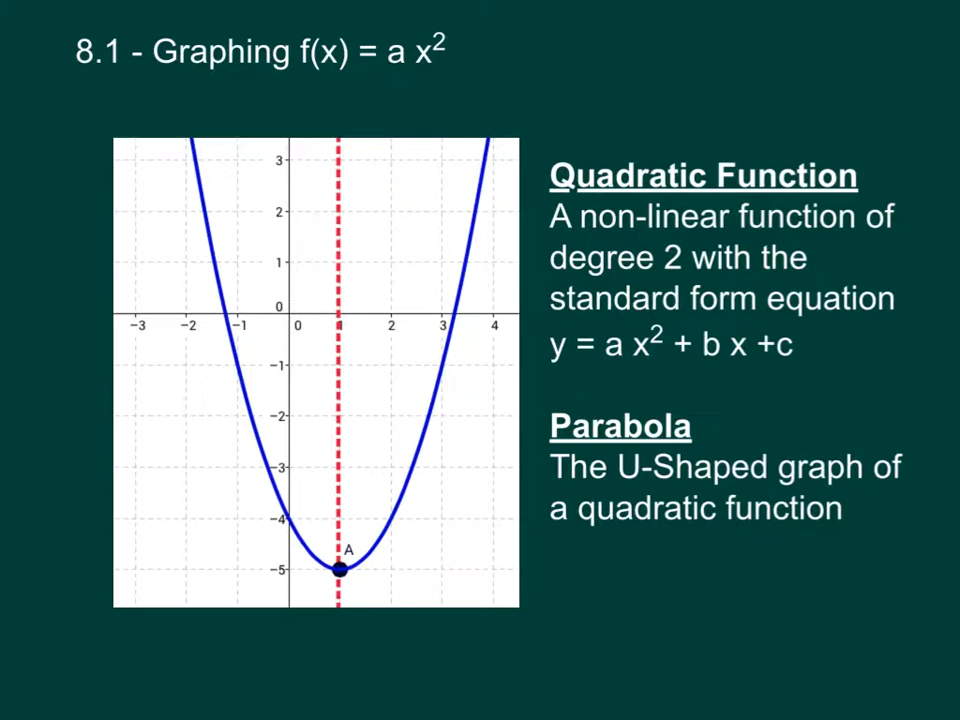 8.1 - Graphing f(x) = a x²
3
2
1
0
−3 −2 −1 0 1 2 3 4
−1
−2
−3
−4
A
−5
Quadratic Function
A non-linear function of
degree 2 with the
standard form equation
y = a x² + b x +c
Parabola
The U-Shaped graph of
a quadratic function